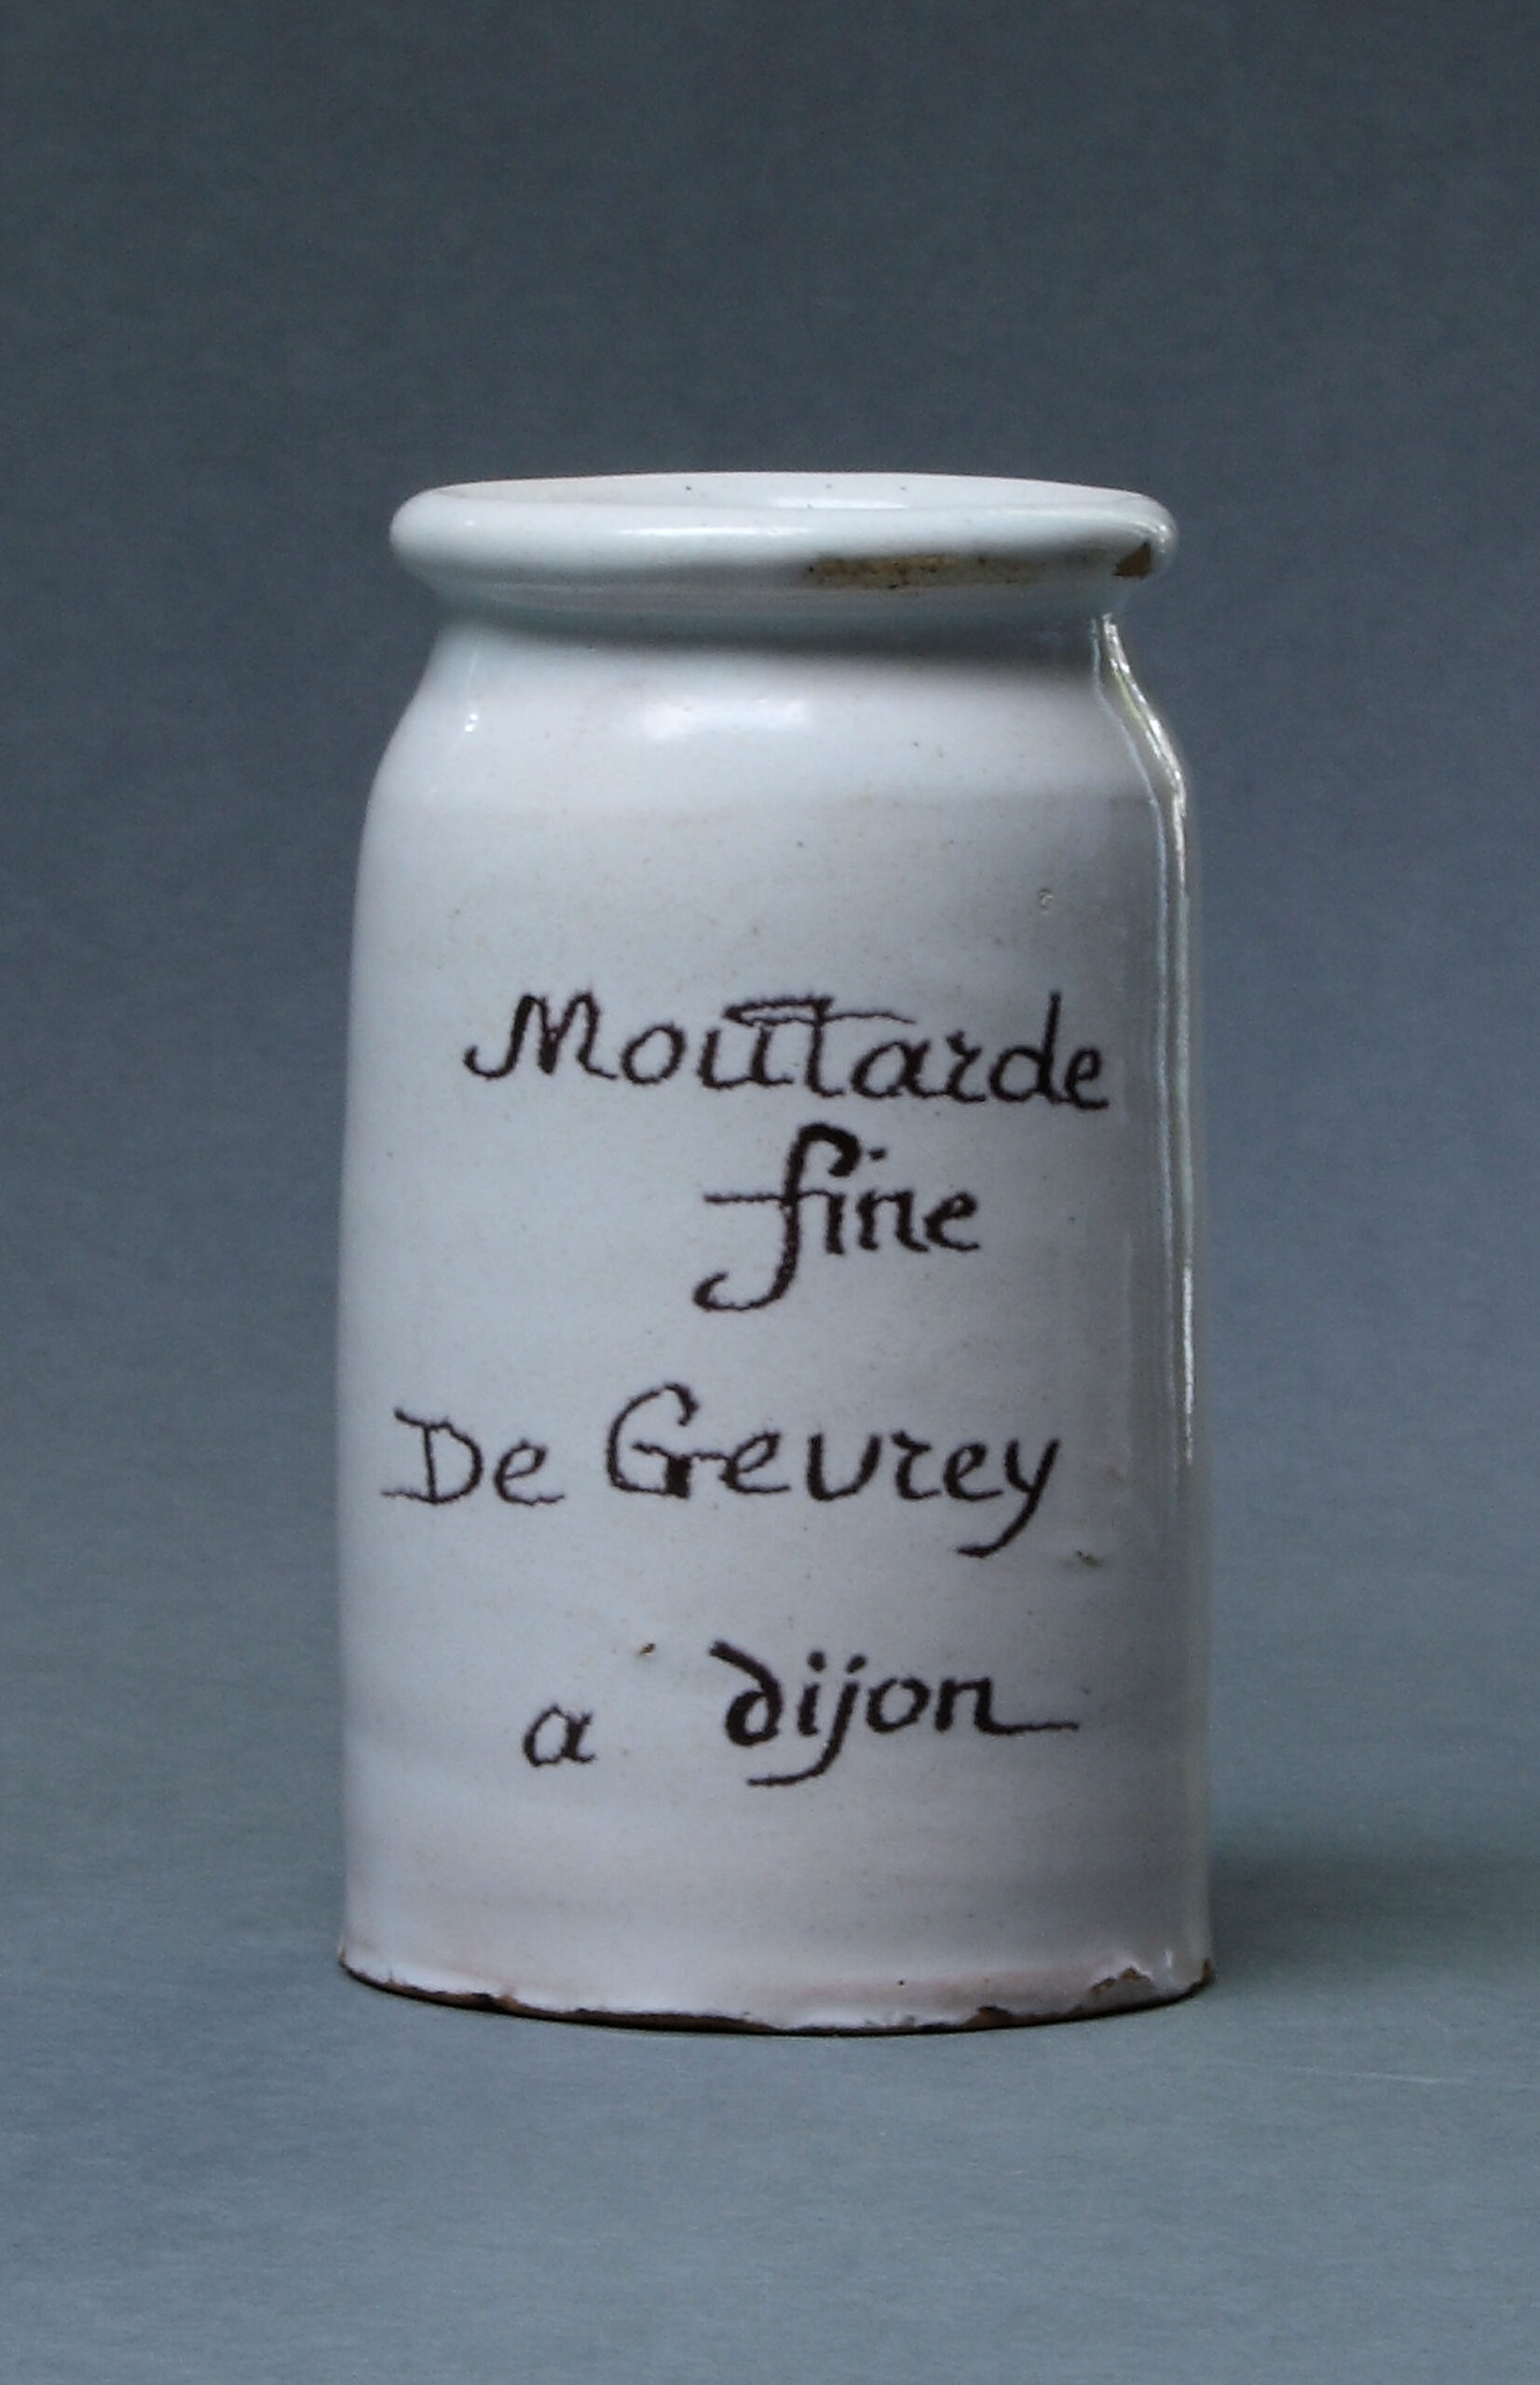 Moutarde
fine
De Gevrey
a dijon